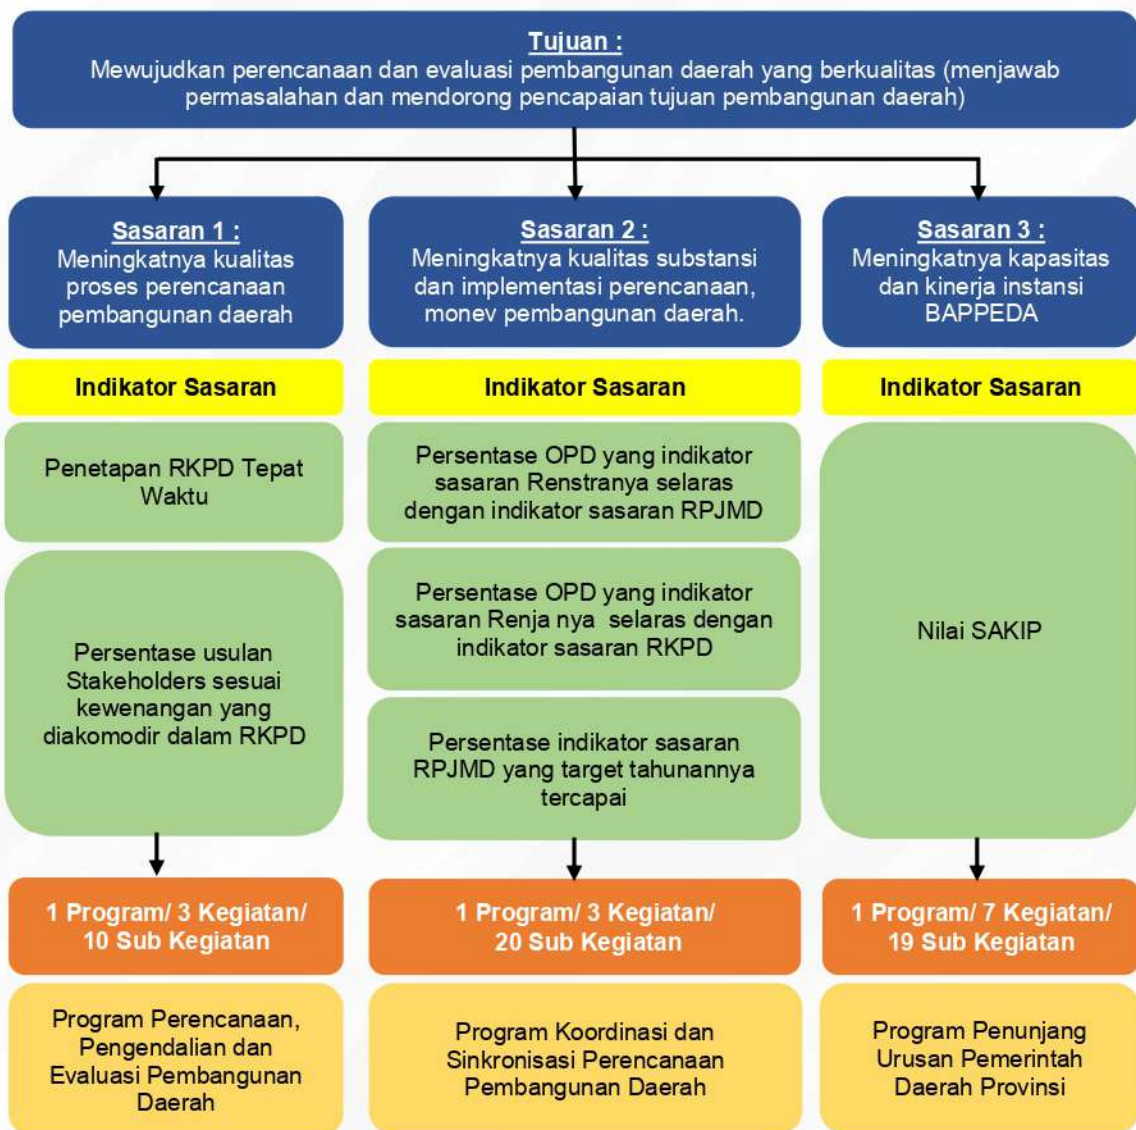 Tujuan :
Mewujudkan perencanaan dan evaluasi pembangunan daerah yang berkualitas (menjawab
permasalahan dan mendorong pencapaian tujuan pembangunan daerah)
Sasaran 1 :
Meningkatnya kualitas
proses perencanaan
pembangunan daerah
Indikator Sasaran
Penetapan RKPD Tepat
Waktu
Persentase usulan
Stakeholders sesuai
kewenangan yang
diakomodir dalam RKPD
1 Program/ 3 Kegiatan/
10 Sub Kegiatan
Program Perencanaan,
Pengendalian dan
Evaluasi Pembangunan
Daerah
Sasaran 2 :
Meningkatnya kualitas substansi
dan implementasi perencanaan,
monev pembangunan daerah.
Indikator Sasaran
Persentase OPD yang indikator
sasaran Renstranya selaras
dengan indikator sasaran RPJMD
Persentase OPD yang indikator
sasaran Renja nya selaras dengan
indikator sasaran RKPD
Persentase indikator sasaran
RPJMD yang target tahunannya
tercapai
1 Program/ 3 Kegiatan/
20 Sub Kegiatan
Program Koordinasi dan
Sinkronisasi Perencanaan
Pembangunan Daerah
Sasaran 3 :
Meningkatnya kapasitas
dan kinerja instansi
BAPPEDA
Indikator Sasaran
Nilai SAKIP
1 Program/ 7 Kegiatan/
19 Sub Kegiatan
Program Penunjang
Urusan Pemerintah
Daerah Provinsi